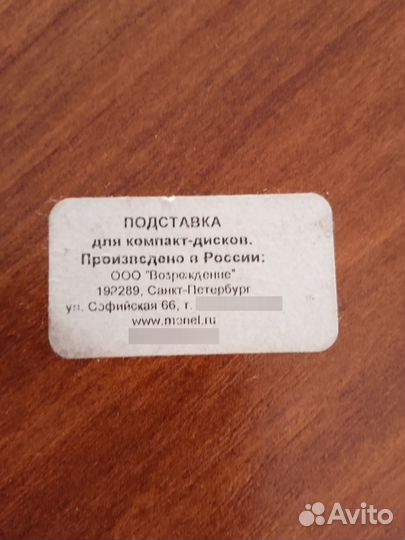 ПОДСТАВКА
для компакт-дисков.
Произведено в России:
ООО "Возрождение"
192289, Санкт-Петербург
ул. Софийская 66, т.
www.monel.ru
Avito